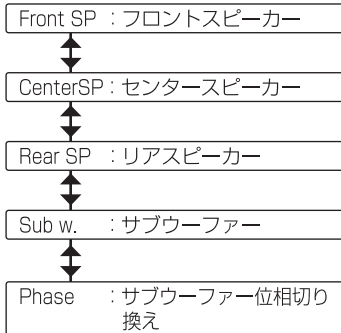 Front SP：フロントスピーカー
CenterSP：センタースピーカー
Rear SP：リアスピーカー
Sub w.：サブウーファー
Phase：サブウーファー位相切り
換え